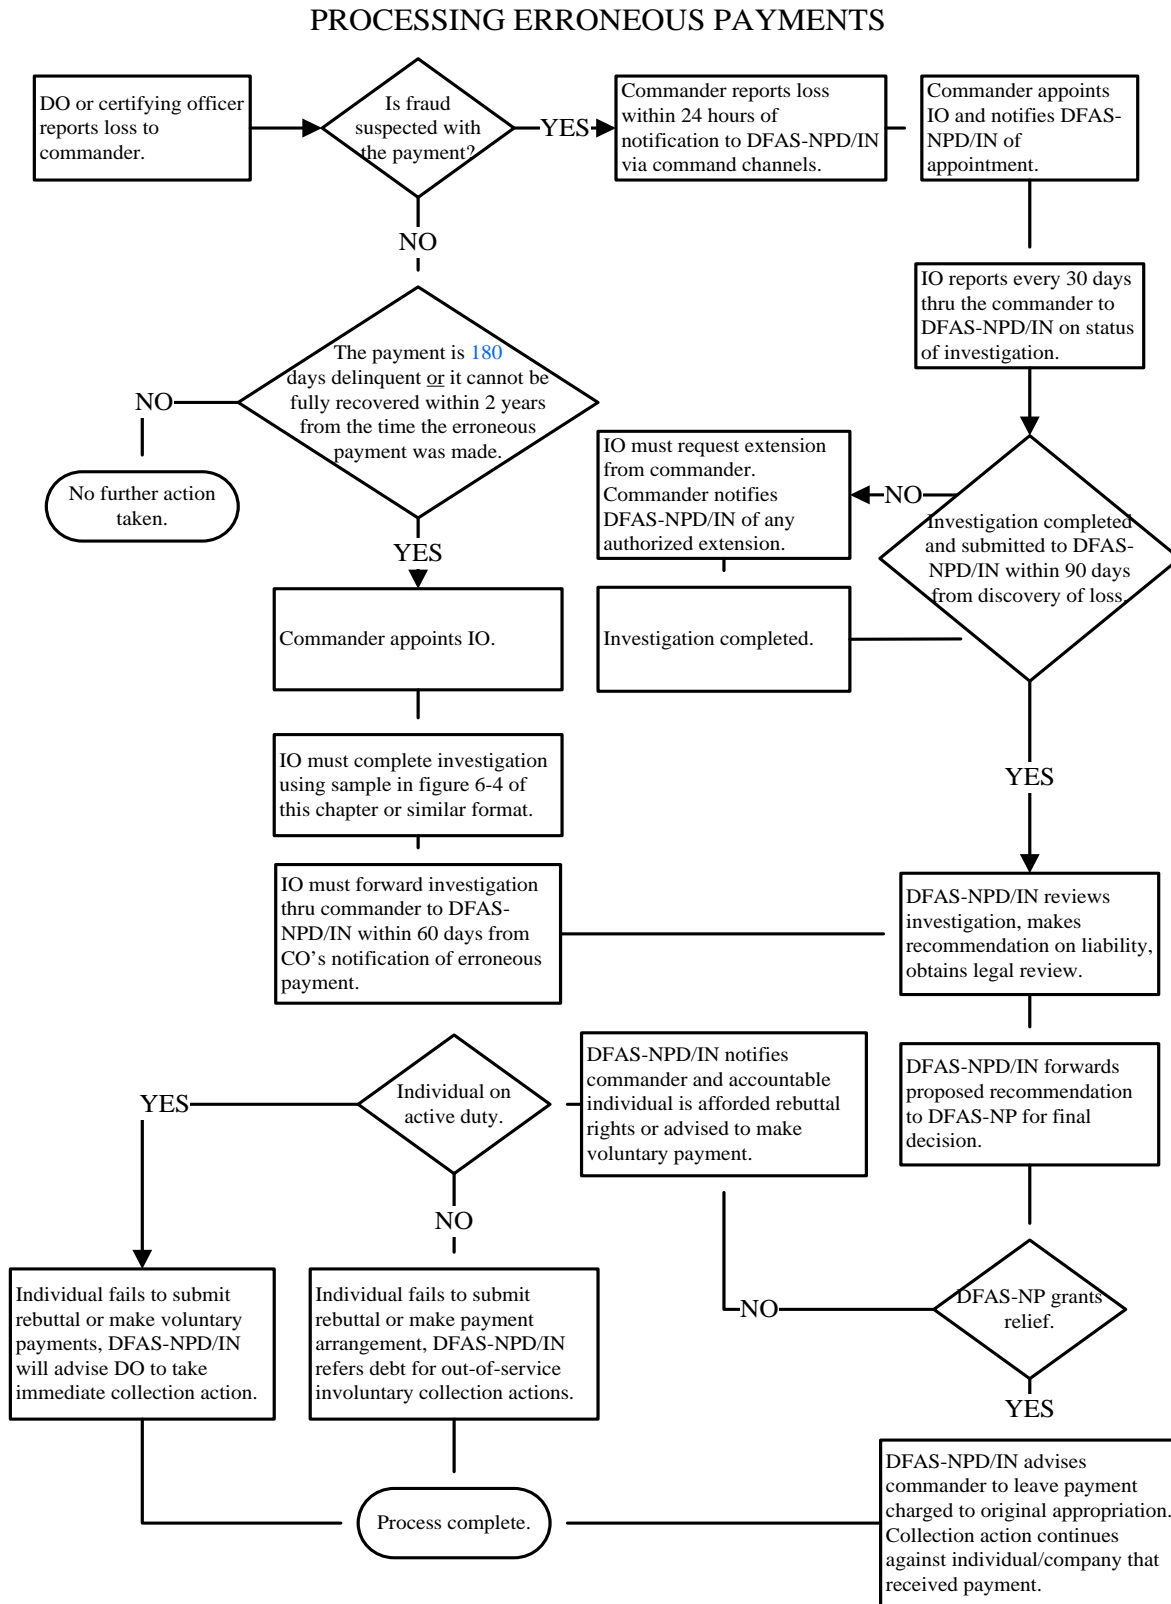 PROCESSING ERRONEOUS PAYMENTS
DO or certifying officer
reports loss to
commander.
Is fraud
suspected with
the payment?
YES
Commander reports loss
within 24 hours of
notification to DFAS-NPD/IN
via command channels.
Commander appoints
IO and notifies DFAS-
NPD/IN of
appointment.
NO
IO reports every 30 days
thru the commander to
DFAS-NPD/IN on status
of investigation.
The payment is 180
days delinquent or it cannot be
fully recovered within 2 years
from the time the erroneous
payment was made.
NO
No further action
taken.
YES
IO must request extension
from commander.
Commander notifies
DFAS-NPD/IN of any
authorized extension.
NO
Investigation completed
and submitted to DFAS-
NPD/IN within 90 days
from discovery of loss.
Commander appoints IO.
Investigation completed.
YES
IO must complete investigation
using sample in figure 6-4 of
this chapter or similar format.
IO must forward investigation
thru commander to DFAS-
NPD/IN within 60 days from
CO's notification of erroneous
payment.
DFAS-NPD/IN reviews
investigation, makes
recommendation on liability,
obtains legal review.
DFAS-NPD/IN forwards
proposed recommendation
to DFAS-NP for final
decision.
DFAS-NPD/IN notifies
commander and accountable
individual is afforded rebuttal
rights or advised to make
voluntary payment.
Individual on
active duty.
YES
NO
DFAS-NP grants
relief.
NO
YES
Individual fails to submit
rebuttal or make voluntary
payments, DFAS-NPD/IN
will advise DO to take
immediate collection action.
Individual fails to submit
rebuttal or make payment
arrangement, DFAS-NPD/IN
refers debt for out-of-service
involuntary collection actions.
Process complete.
DFAS-NPD/IN advises
commander to leave payment
charged to original appropriation.
Collection action continues
against individual/company that
received payment.